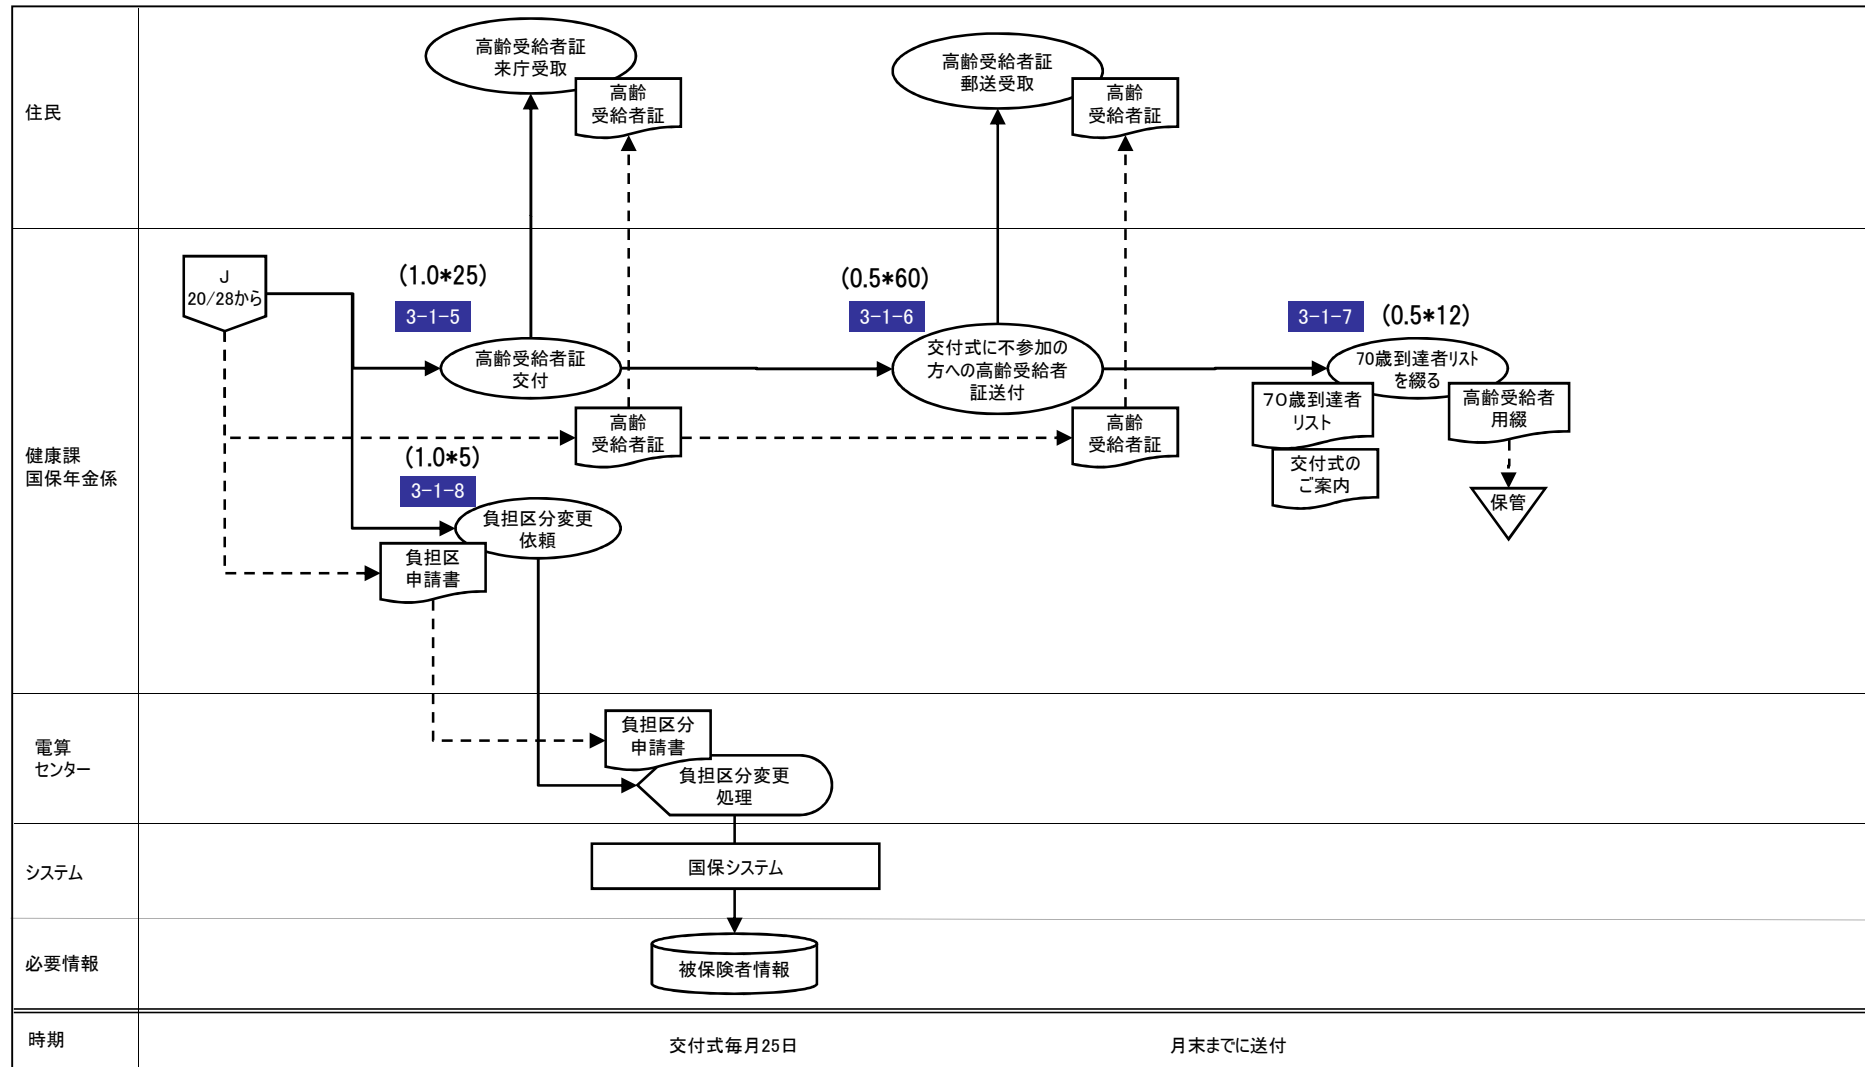 住民
高齢受給者証
来庁受取
高齢
受給者証
高齢受給者証
郵送受取
高齢
受給者証
健康課
国保年金係
J
20/28から
(1.0*25)
3-1-5
高齢受給者証
交付
(0.5*60)
3-1-6
交付式に不参加の
方への高齢受給者
証送付
3-1-7
(0.5*12)
70歳到達者リスト
を綴る
70歳到達者
リスト
高齢受給者
用綴
交付式の
ご案内
保管
高齢
受給者証
高齢
受給者証
(1.0*5)
3-1-8
負担区分変更
依頼
負担区
申請書
電算
センター
負担区分
申請書
負担区分変更
処理
システム
国保システム
必要情報
被保険者情報
時期
交付式毎月25日
月末までに送付